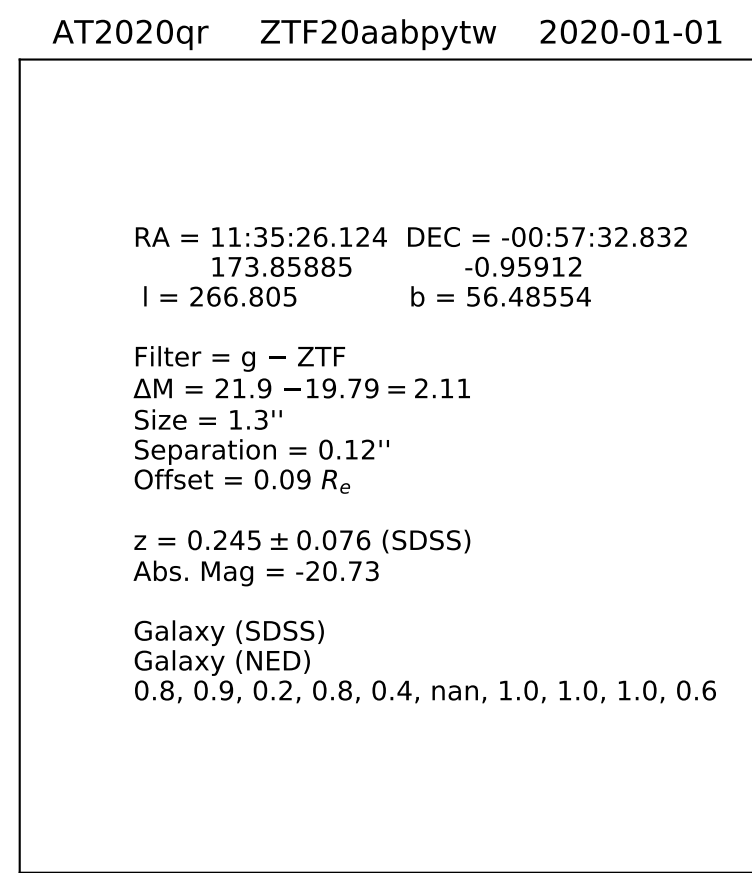 AT2020qr ZTF20aabpytw 2020-01-01
RA = 11:35:26.124 DEC = -00:57:32.832
173.85885 -0.95912
l = 266.805 b = 56.48554
Filter = g − ZTF
ΔM = 21.9 −19.79 = 2.11
Size = 1.3''
Separation = 0.12''
Offset = 0.09 Rₑ
z = 0.245 ± 0.076 (SDSS)
Abs. Mag = -20.73
Galaxy (SDSS)
Galaxy (NED)
0.8, 0.9, 0.2, 0.8, 0.4, nan, 1.0, 1.0, 1.0, 0.6